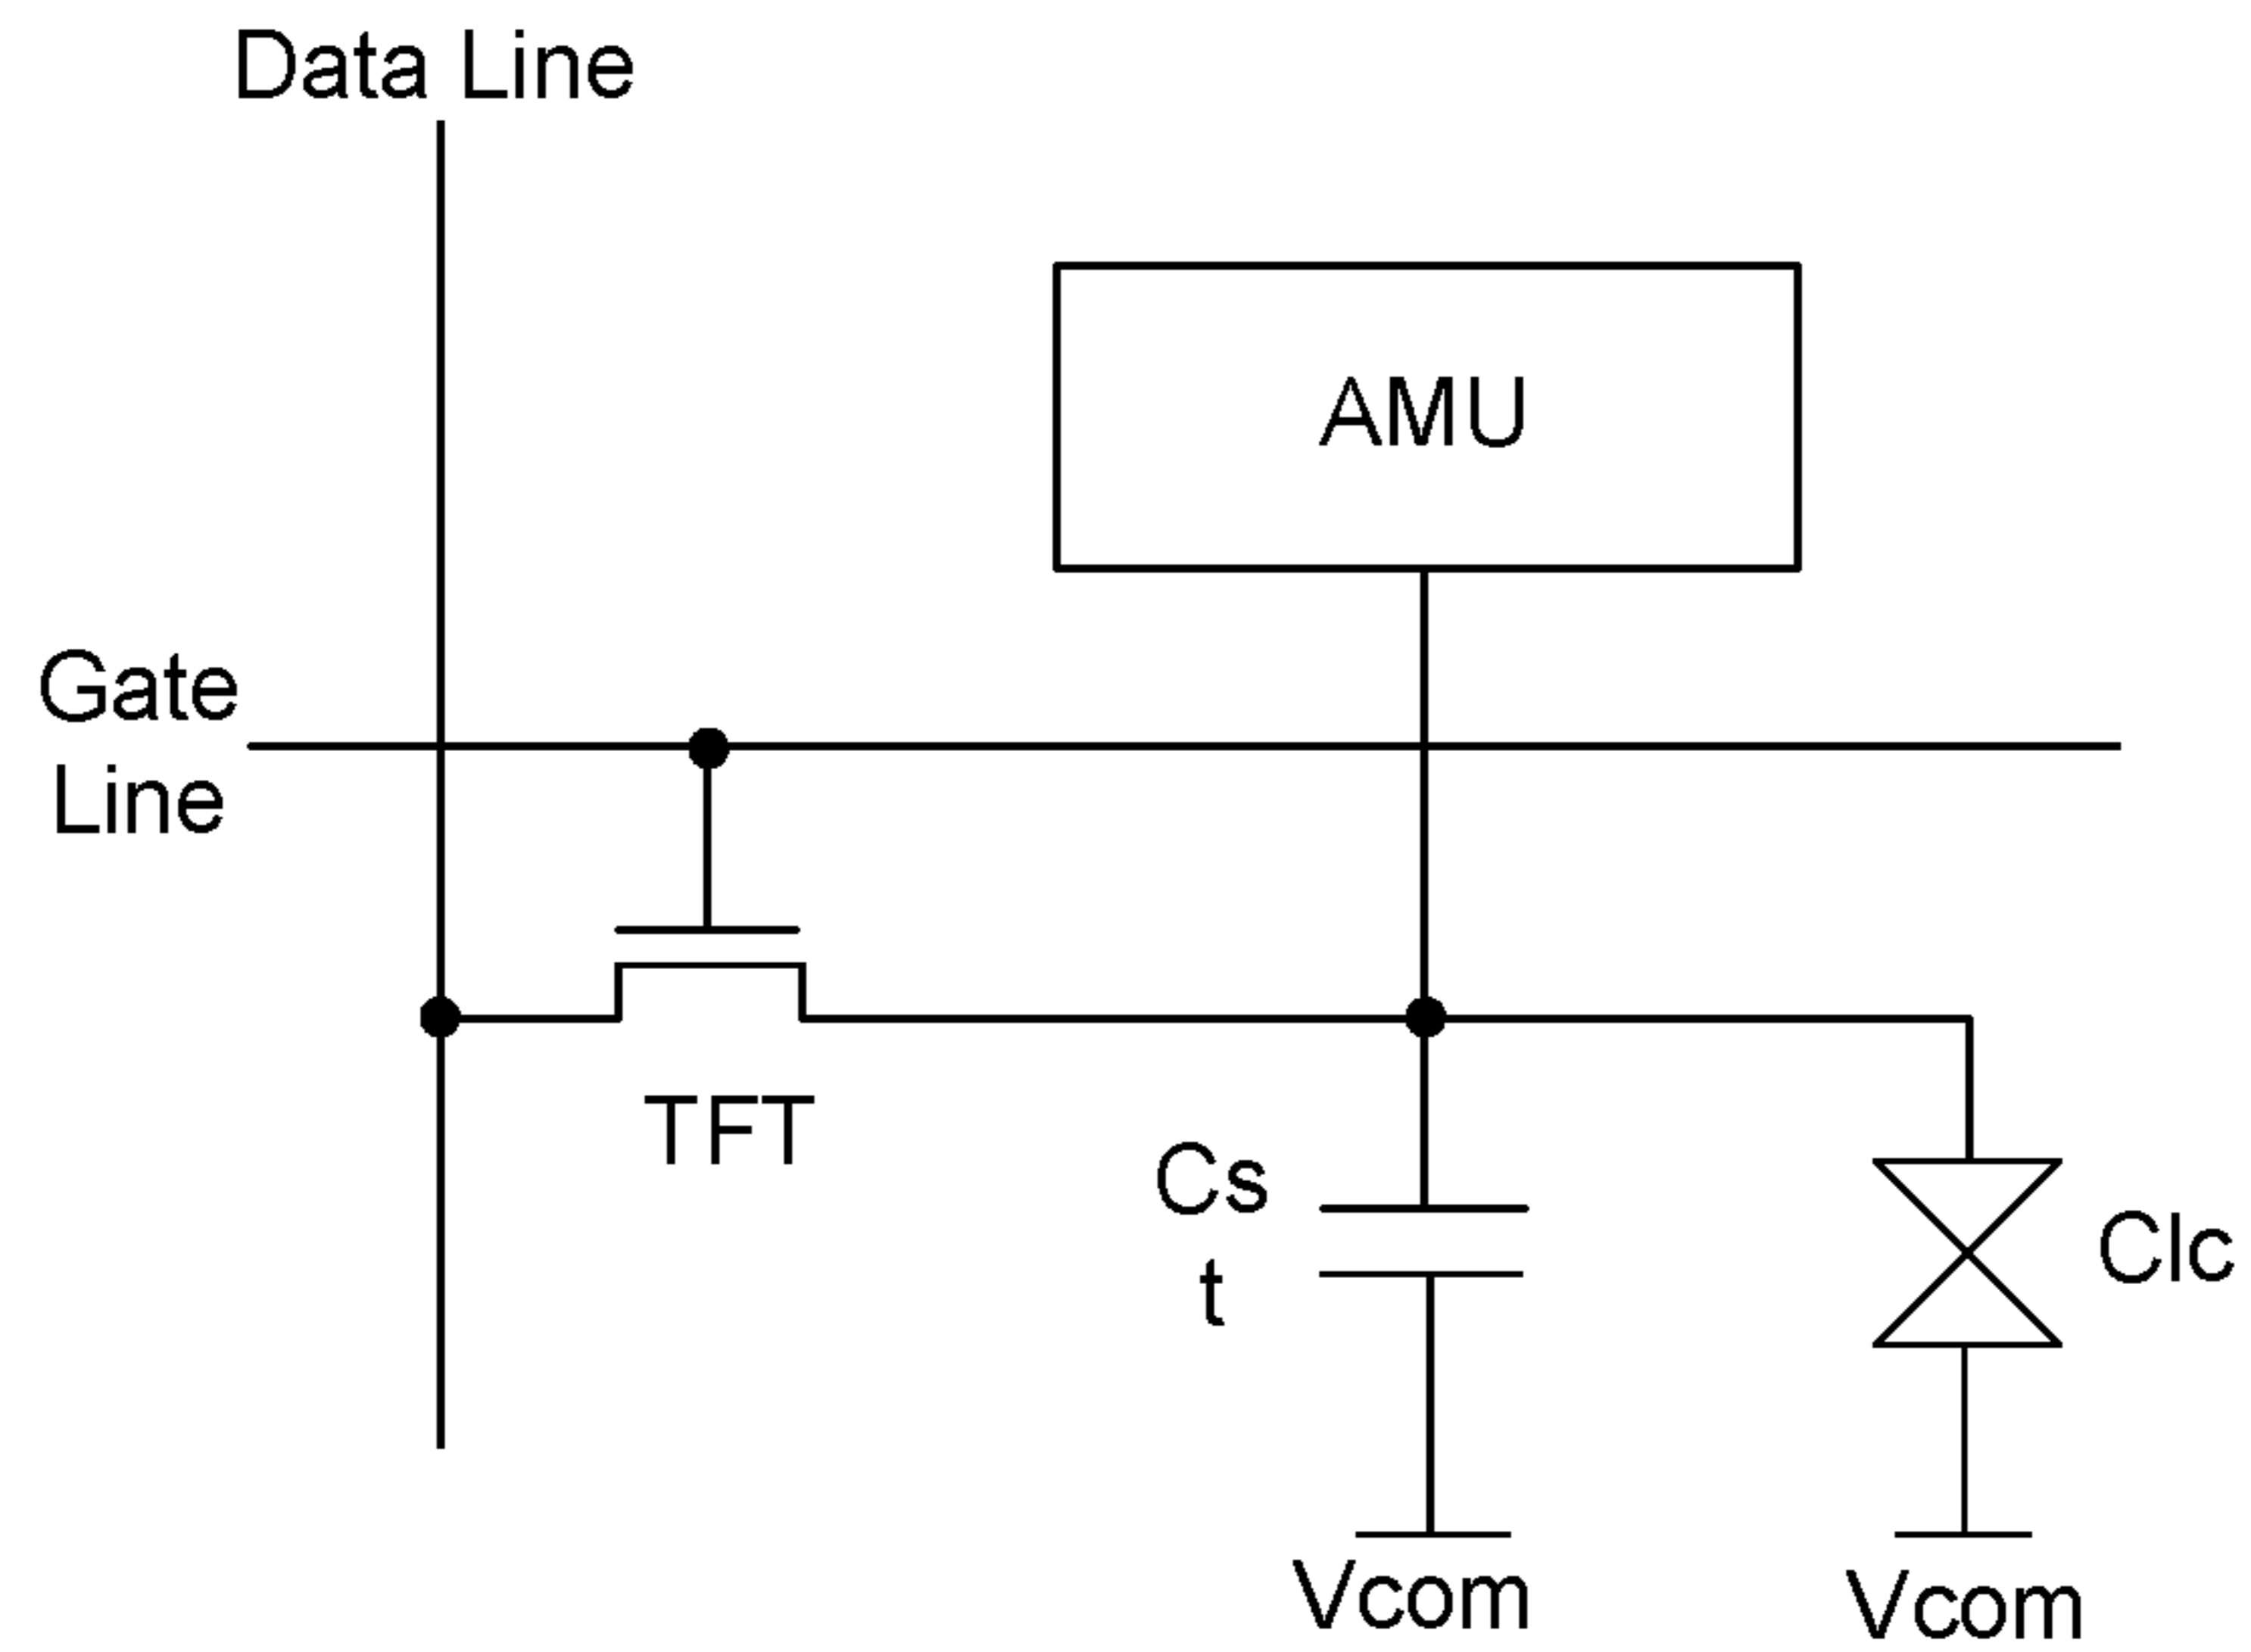 Data Line
AMU
Gate
Line
TFT
Cs
t
Clc
Vcom
Vcom